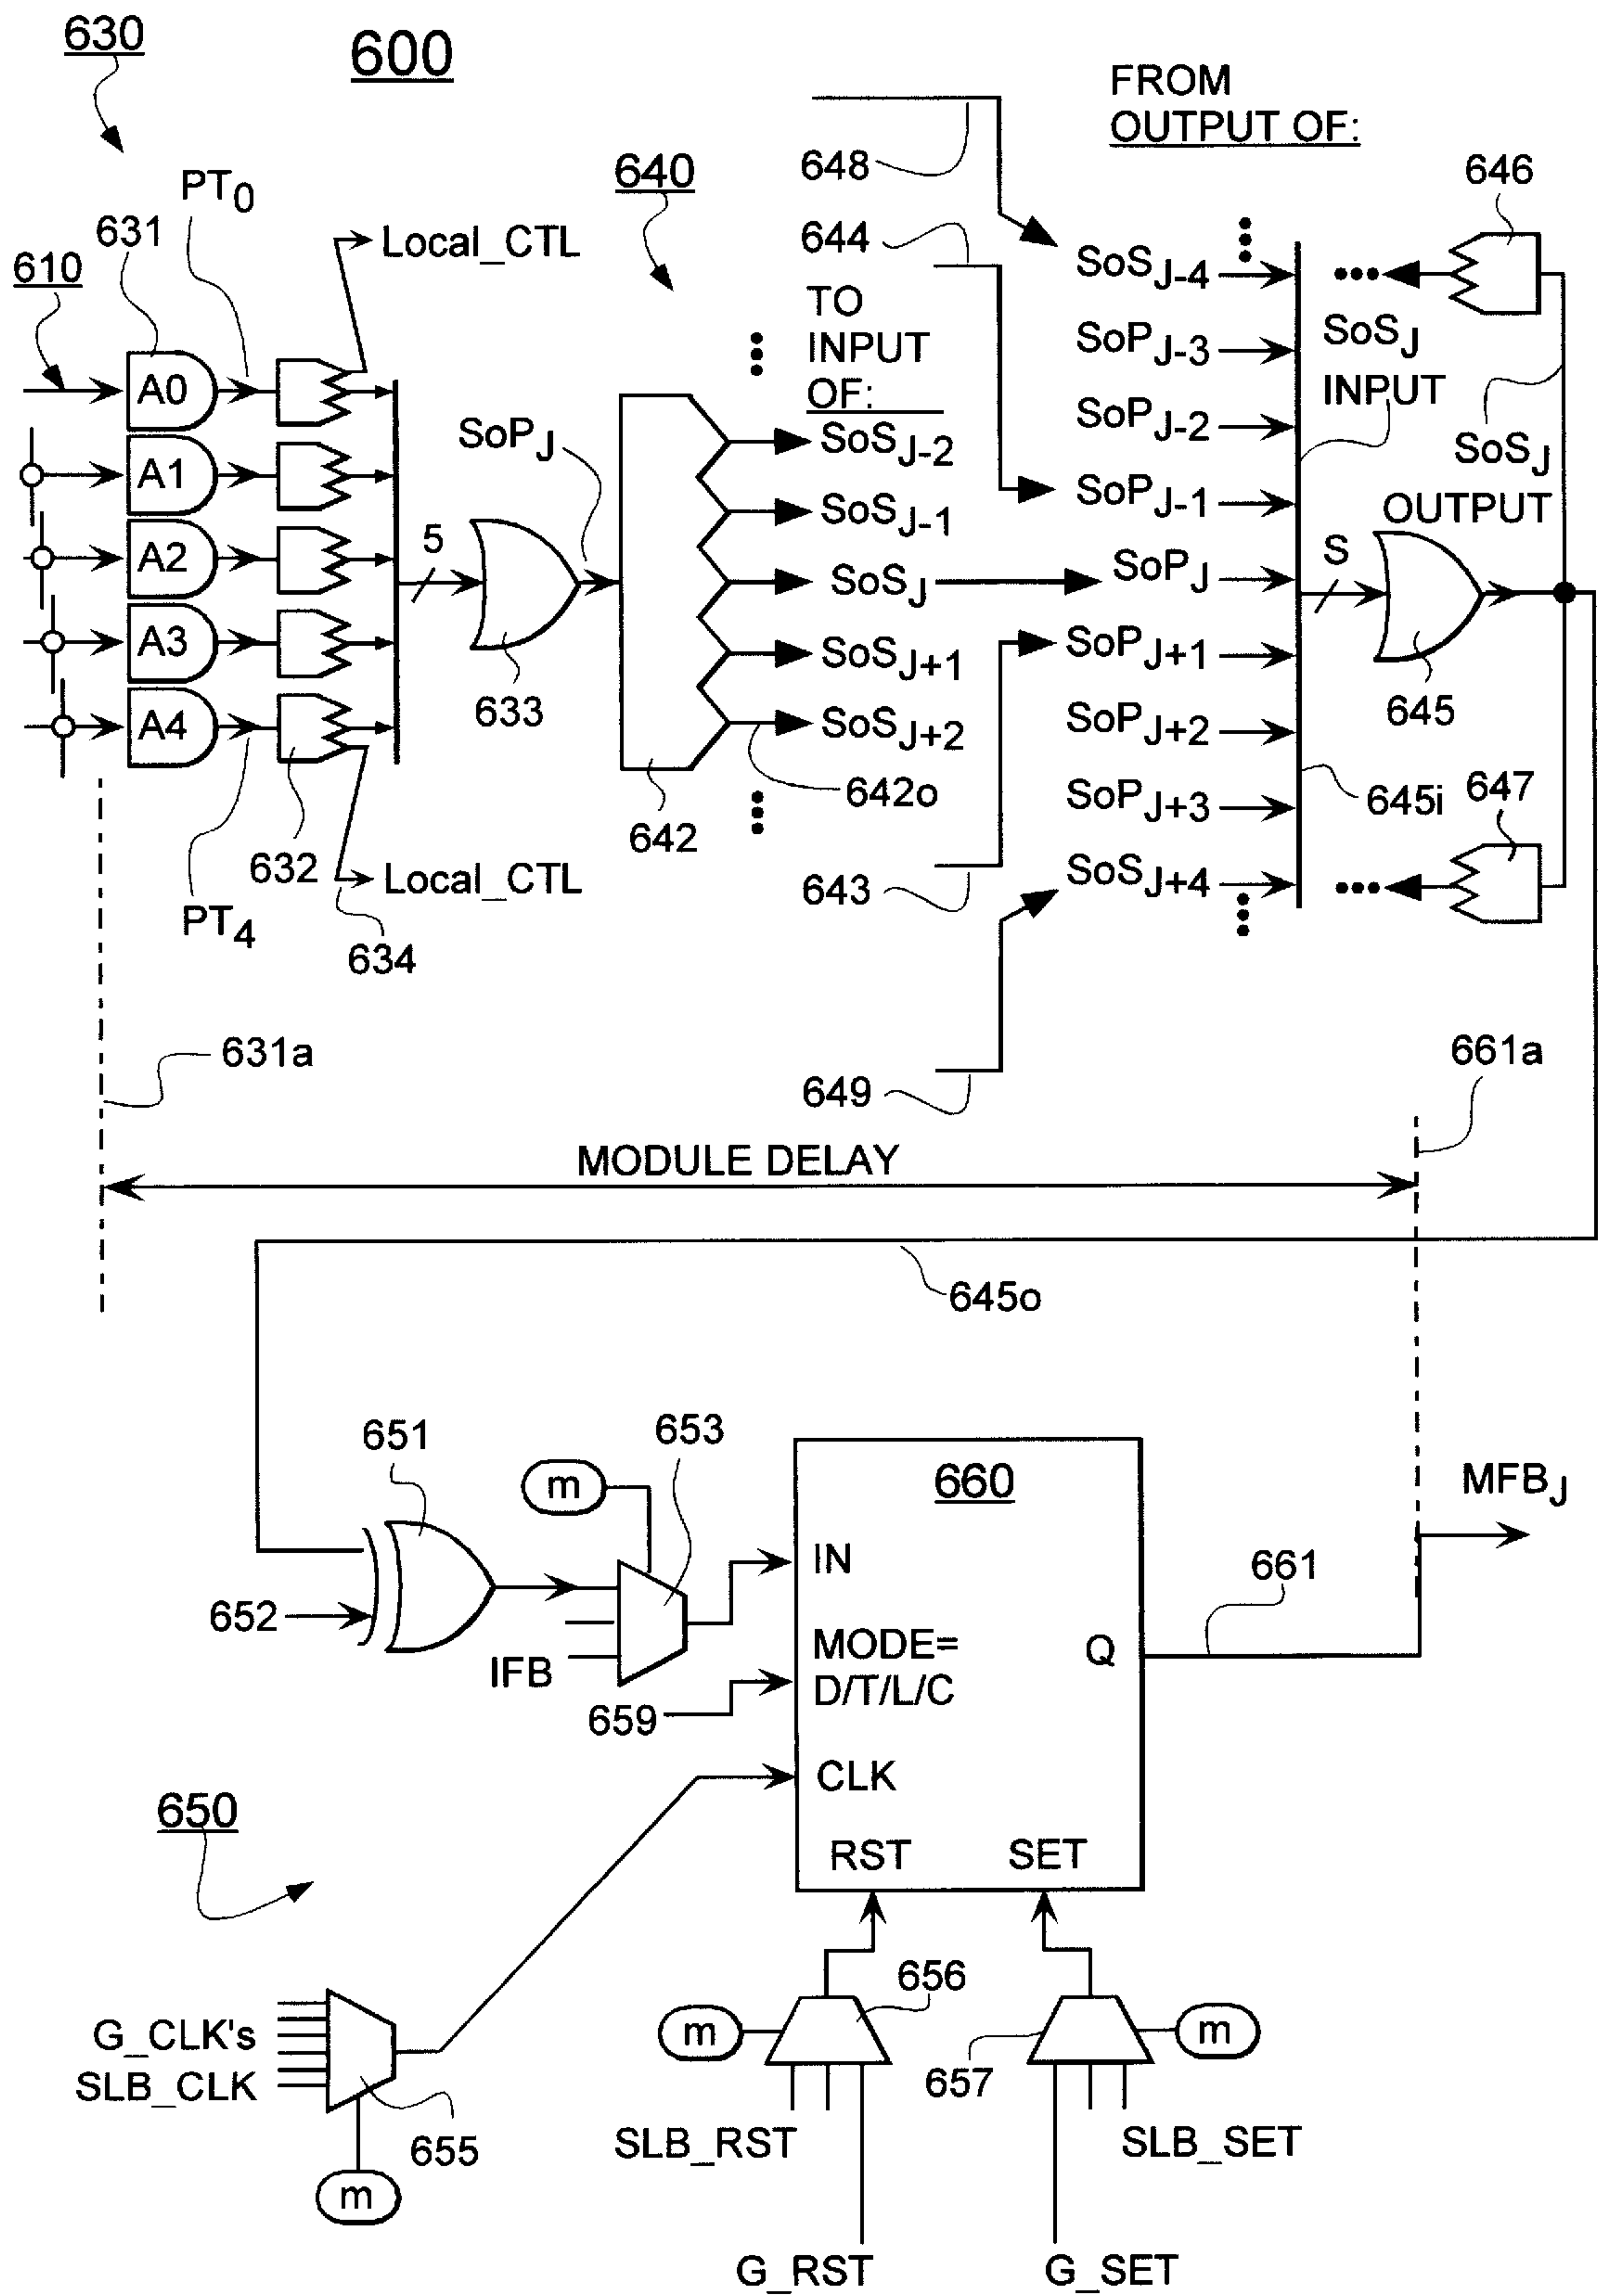 630
600
FROM
OUTPUT OF:
648
646
PT0
640
644
631
Local_CTL
610
SoSJ-4
TO
INPUT
OF:
SoSJ
INPUT
SoPJ-3
A0
SoPJ
SoSJ-2
SoPJ-2
SoSJ
OUTPUT
A1
SoSJ-1
SoPJ-1
5
A2
SoSJ
SoPJ
S
A3
SoSJ+1
SoPJ+1
633
645
A4
SoSJ+2
SoPJ+2
642o
SoPJ+3
645i
647
642
632
Local_CTL
643
SoSJ+4
PT4
634
631a
661a
649
MODULE DELAY
645o
651
653
m
660
MFBJ
IN
661
652
MODE=
D/T/L/C
Q
IFB
659
CLK
650
RST
SET
656
m
m
G_CLK's
SLB_CLK
657
655
SLB_RST
SLB_SET
m
G_RST
G_SET